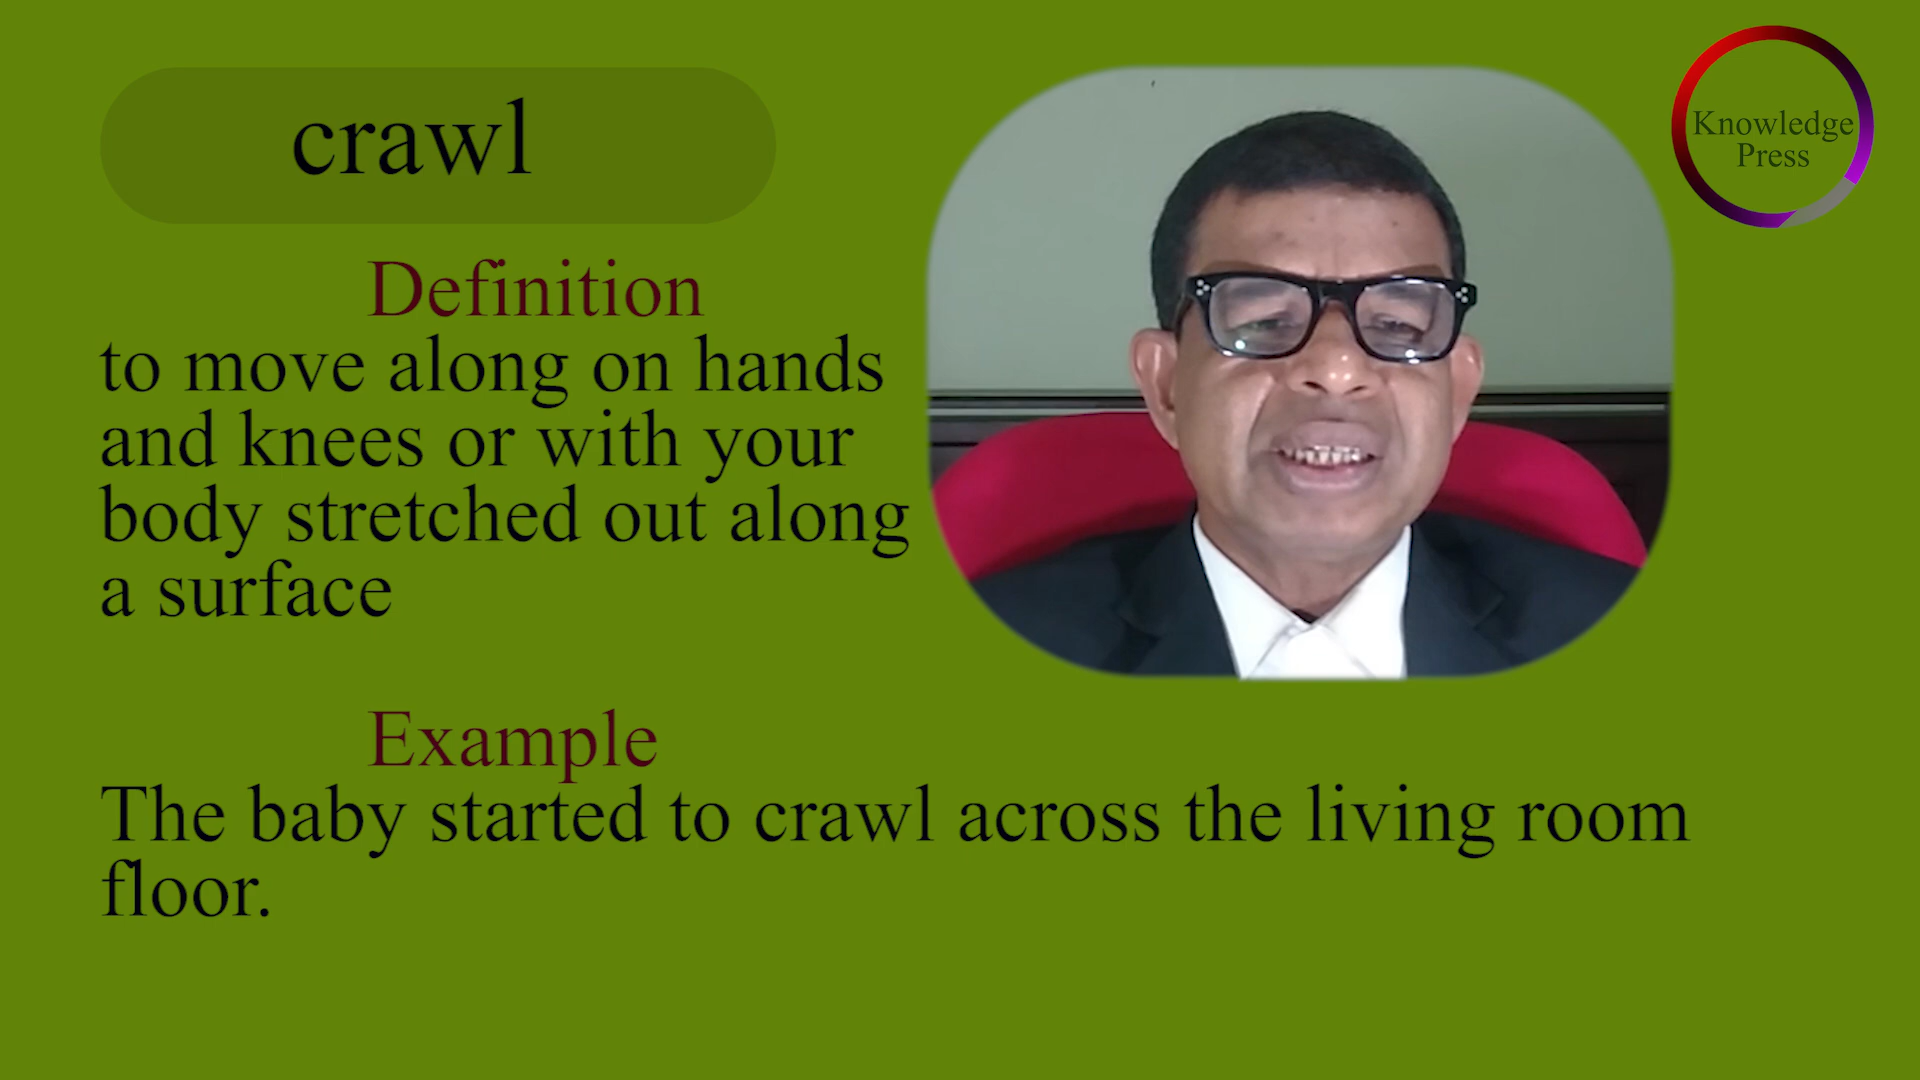 crawl
Knowledge
Press
Definition
to move along on hands
and knees or with your
body stretched out along
a surface
Example
The baby started to crawl across the living room
floor.